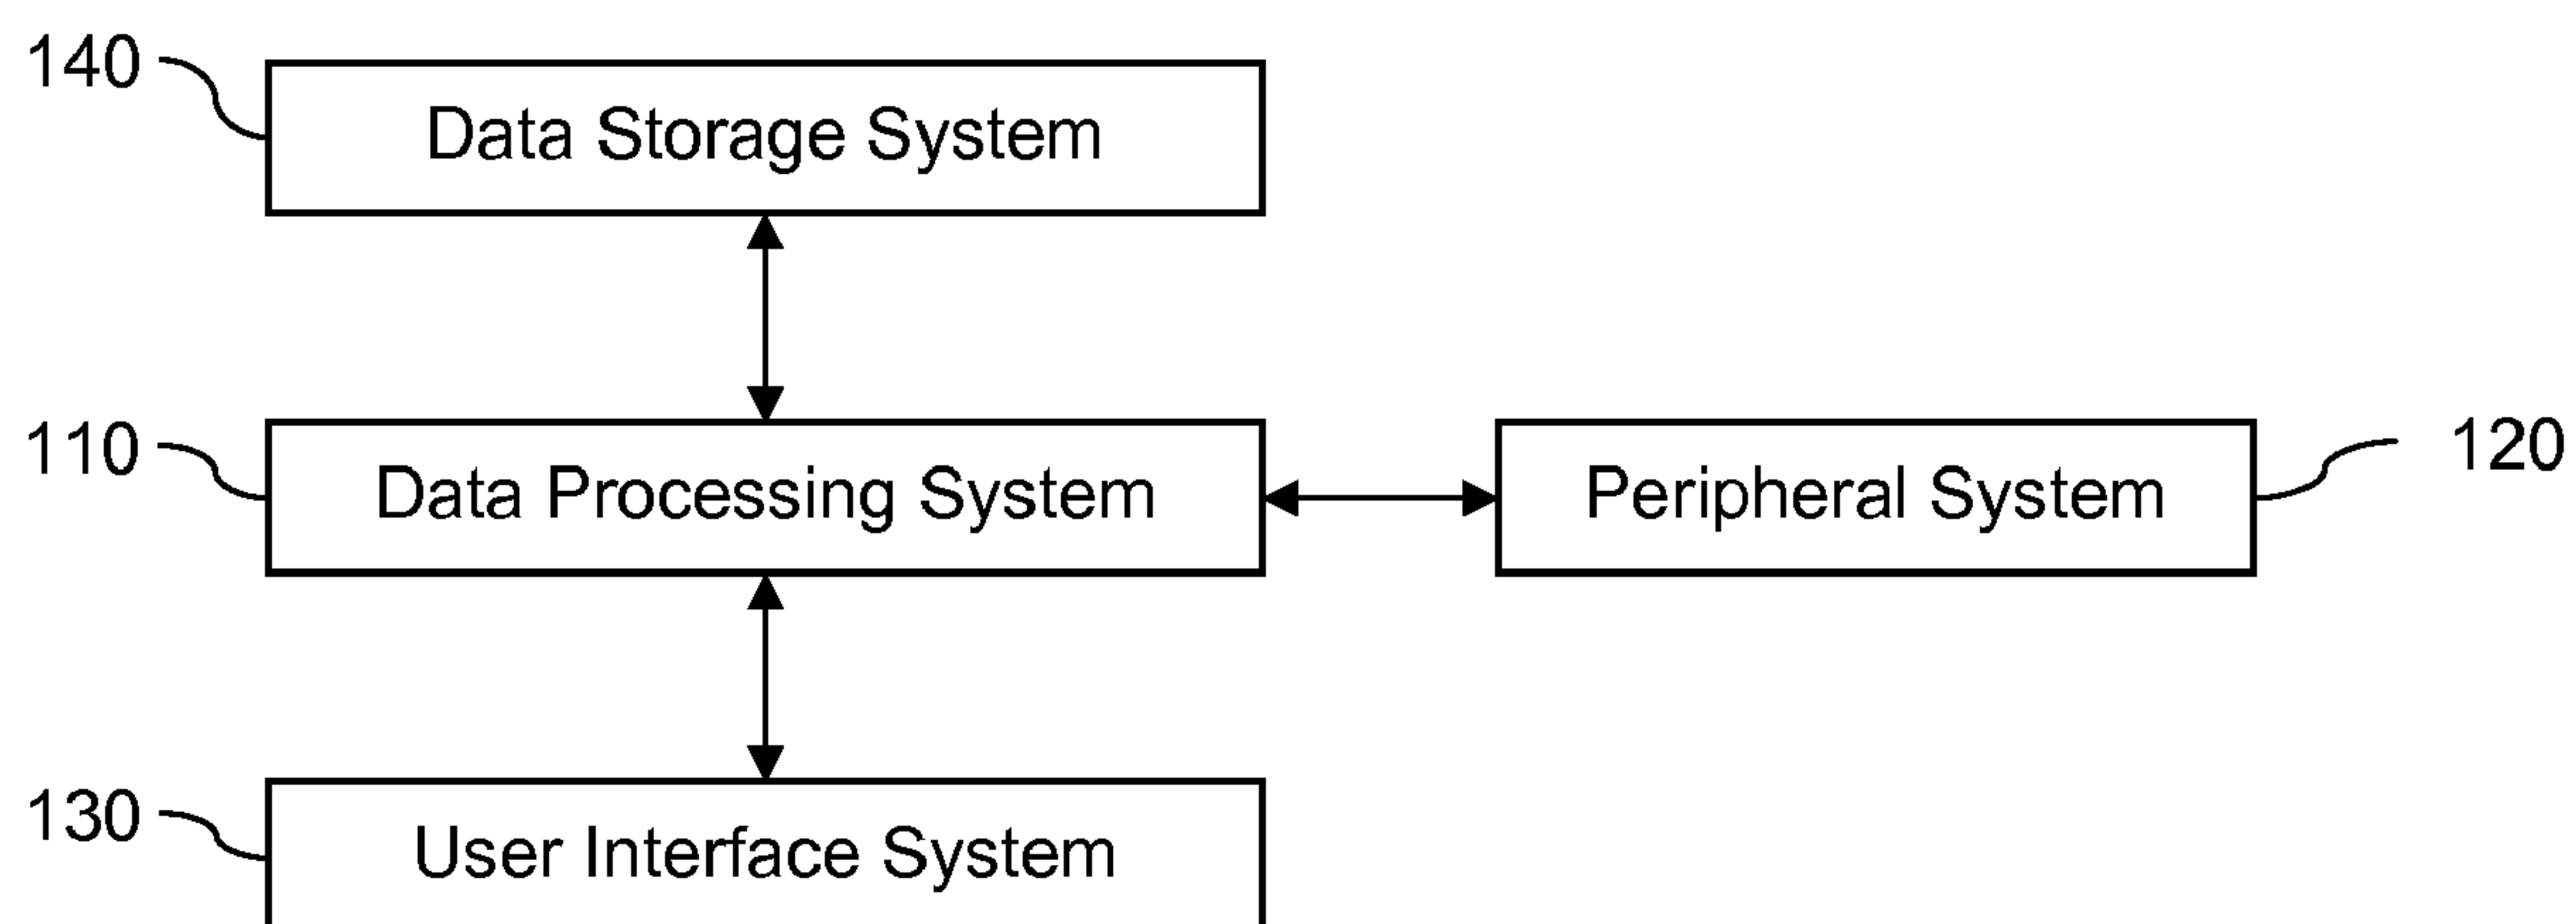 140
Data Storage System
110
Data Processing System
Peripheral System
120
130
User Interface System